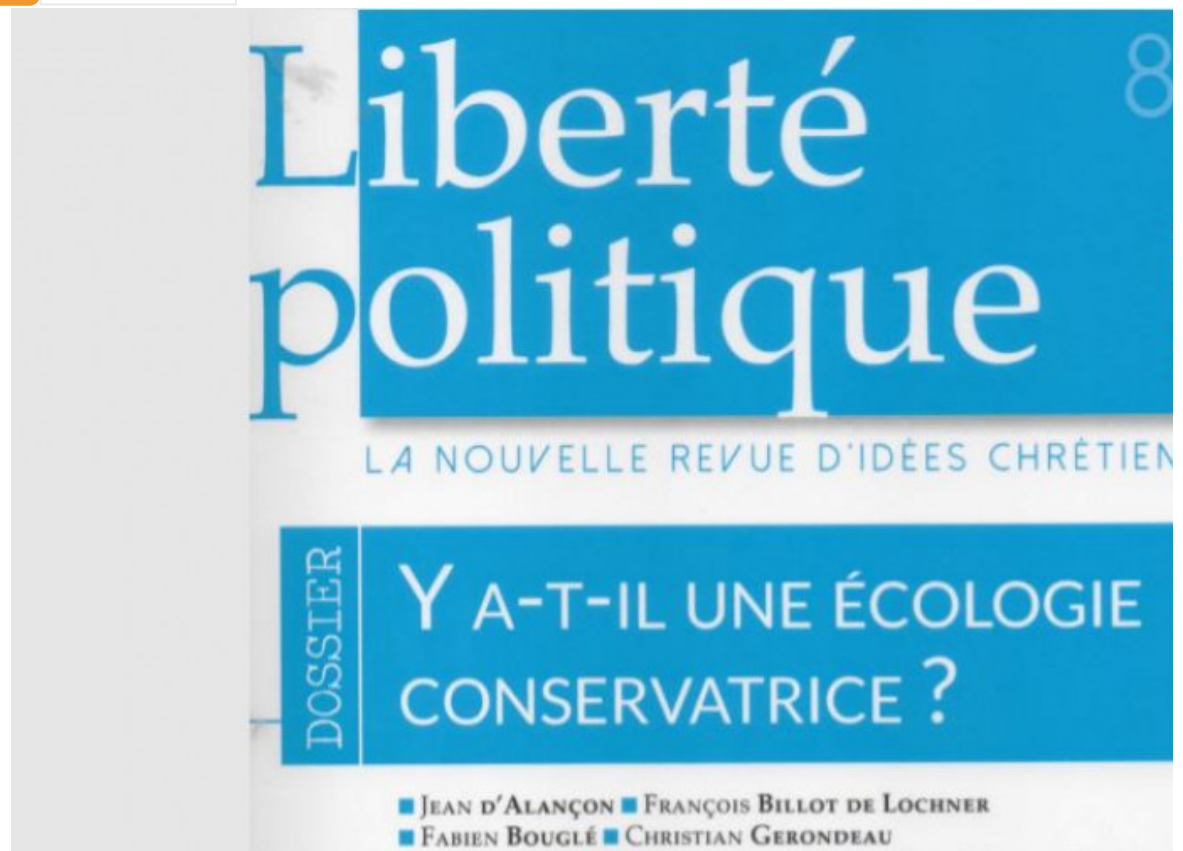 Liberté
8
politique
LA NOUVELLE REVUE D'IDÉES CHRÉTIEN
DOSSIER
Y A-T-IL UNE ÉCOLOGIE
CONSERVATRICE ?
■ JEAN D'ALANÇON ■ FRANÇOIS BILLOT DE LOCHNER
■ FABIEN BOUGLÉ ■ CHRISTIAN GERONDEAU